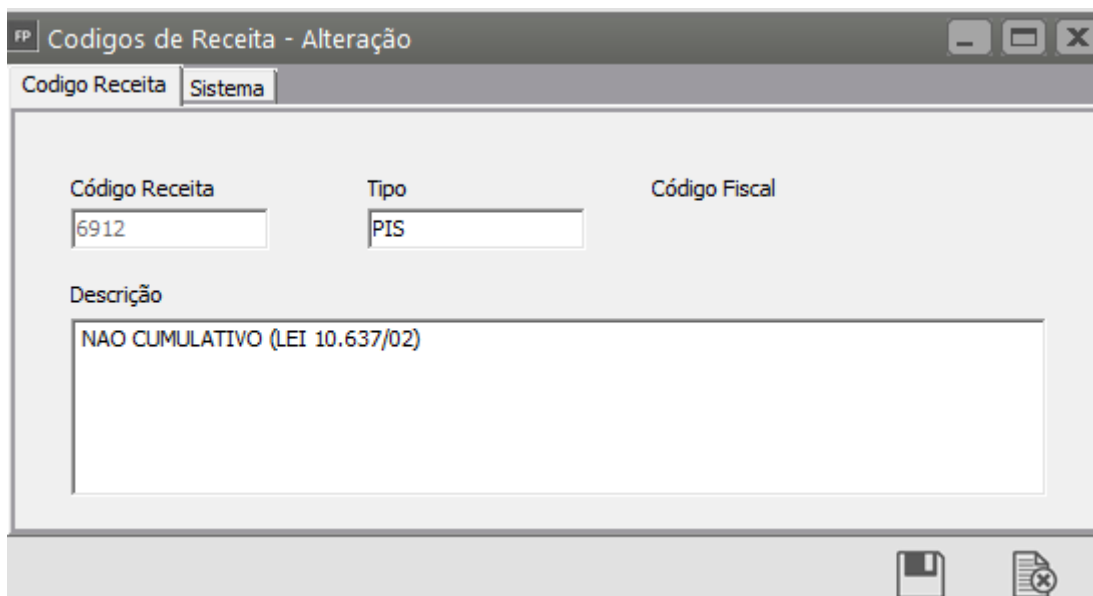 FP Codigos de Receita - Alteração
Codigo Receita Sistema
Código Receita Tipo Código Fiscal
6912 PIS
Descrição
NAO CUMULATIVO (LEI 10.637/02)